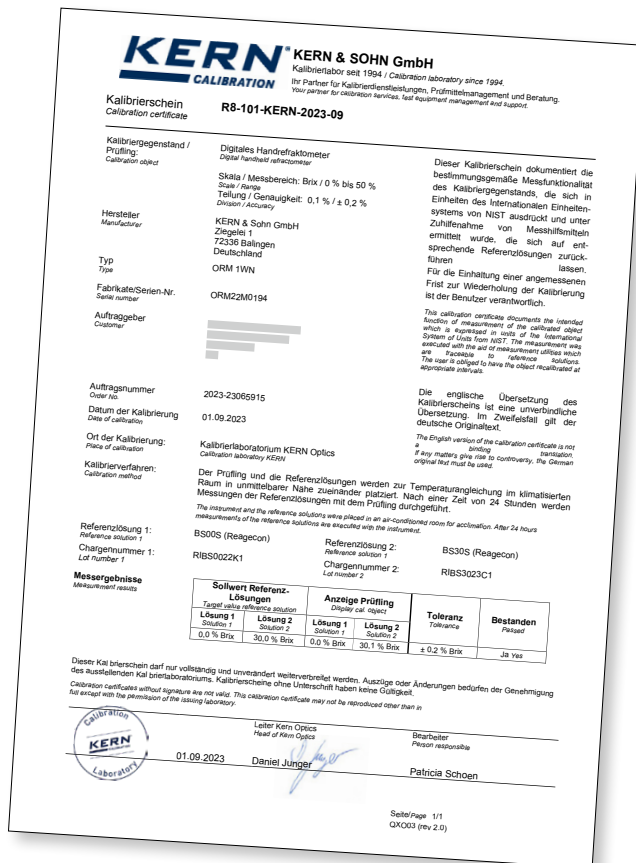 KERN
CALIBRATION
KERN & SOHN GmbH
Kalibrierlabor seit 1994 / Calibration laboratory since 1994
Ihr Partner für Kalibrierdienstleistungen, Prüfmittelmanagement und Beratung.
Your partner for calibration services, test equipment management and support.
Kalibrierschein
Calibration certificate
R8-101-KERN-2023-09
Kalibriergegenstand /
Prüfling:
Calibration object
Digitales Handrefraktometer
Digital handheld refractometer
Skala / Messbereich: Brix / 0 % bis 50 %
Scale / Range
Teilung / Genauigkeit: 0,1 % / ± 0,2 %
Division / Accuracy
Hersteller
Manufacturer
KERN & Sohn GmbH
Ziegelei 1
72336 Balingen
Deutschland
Typ
Type
ORM 1WN
Fabrikate/Serien-Nr.
Serial number
ORM22M0194
Auftraggeber
Customer
Dieser Kalibrierschein dokumentiert die
bestimmungsgemäße Messfunktionalität
des Kalibriergegenstands, die sich in
Einheiten des Internationalen Einheiten-
systems von NIST ausdrückt und unter
Zuhilfenahme von Messhilfsmitteln
ermittelt wurde, die sich auf ent-
sprechende Referenzlösungen zurück-
führen lassen.
Für die Einhaltung einer angemessenen
Frist zur Wiederholung der Kalibrierung
ist der Benutzer verantwortlich.
This calibration certificate documents the intended
function of measurement of the calibrated object
which is expressed in units of the International
System of Units from NIST. The measurement was
executed with the aid of measurement utilities which
are traceable to reference solutions.
The user is obliged to have the object recalibrated at
appropriate intervals.
Auftragsnummer
Order No.
2023-23065915
Datum der Kalibrierung
Date of calibration
01.09.2023
Ort der Kalibrierung:
Place of calibration
Kalibrierlaboratorium KERN Optics
Calibration laboratory KERN
Die englische Übersetzung des
Kalibrierscheins ist eine unverbindliche
Übersetzung. Im Zweifelsfall gilt der
deutsche Originaltext.
The English version of the calibration certificate is not
a binding translation.
If any matters give rise to controversy, the German
original text must be used.
Kalibrierverfahren:
Calibration method
Der Prüfling und die Referenzlösungen werden zur Temperaturangleichung im klimatisierten
Raum in unmittelbarer Nähe zueinander platziert. Nach einer Zeit von 24 Stunden werden
Messungen der Referenzlösungen mit dem Prüfling durchgeführt.
The instrument and the reference solutions were placed in an air-conditioned room for acclimation. After 24 hours
measurements of the reference solutions are executed with the instrument.
Referenzlösung 1:
Reference solution 1
BS00S (Reagecon)
Referenzlösung 2:
Reference solution 1
BS30S (Reagecon)
Chargennummer 1:
Lot number 1
RIBS0022K1
Chargennummer 2:
Lot number 2
RIBS3023C1
Messergebnisse
Measurement results
Sollwert Referenz-
Lösungen
Target value reference solution
Anzeige Prüfling
Display cal. object
Toleranz
Tolerance
Bestanden
Passed
Lösung 1
Solution 1
Lösung 2
Solution 2
Lösung 1
Solution 1
Lösung 2
Solution 2
0,0 % Brix
30,0 % Brix
0,0 % Brix
30,1 % Brix
± 0,2 % Brix
Ja Yes
Dieser Kal brierschein darf nur vollständig und unverändert weiterverbreitet werden. Auszüge oder Änderungen bedürfen der Genehmigung
des ausstellenden Kal brierlaboratoriums. Kalibrierscheine ohne Unterschrift haben keine Gültigkeit.
Calibration certificates without signature are not valid. This calibration certificate may not be reproduced other than in
full except with the permission of the issuing laboratory.
Calibration
KERN
Laboratory
01.09.2023
Leiter Kern Optics
Head of Kern Optics
Daniel Junger
Bearbeiter
Person responsible
Patricia Schoen
Seite/Page 1/1
QXO03 (rev 2.0)